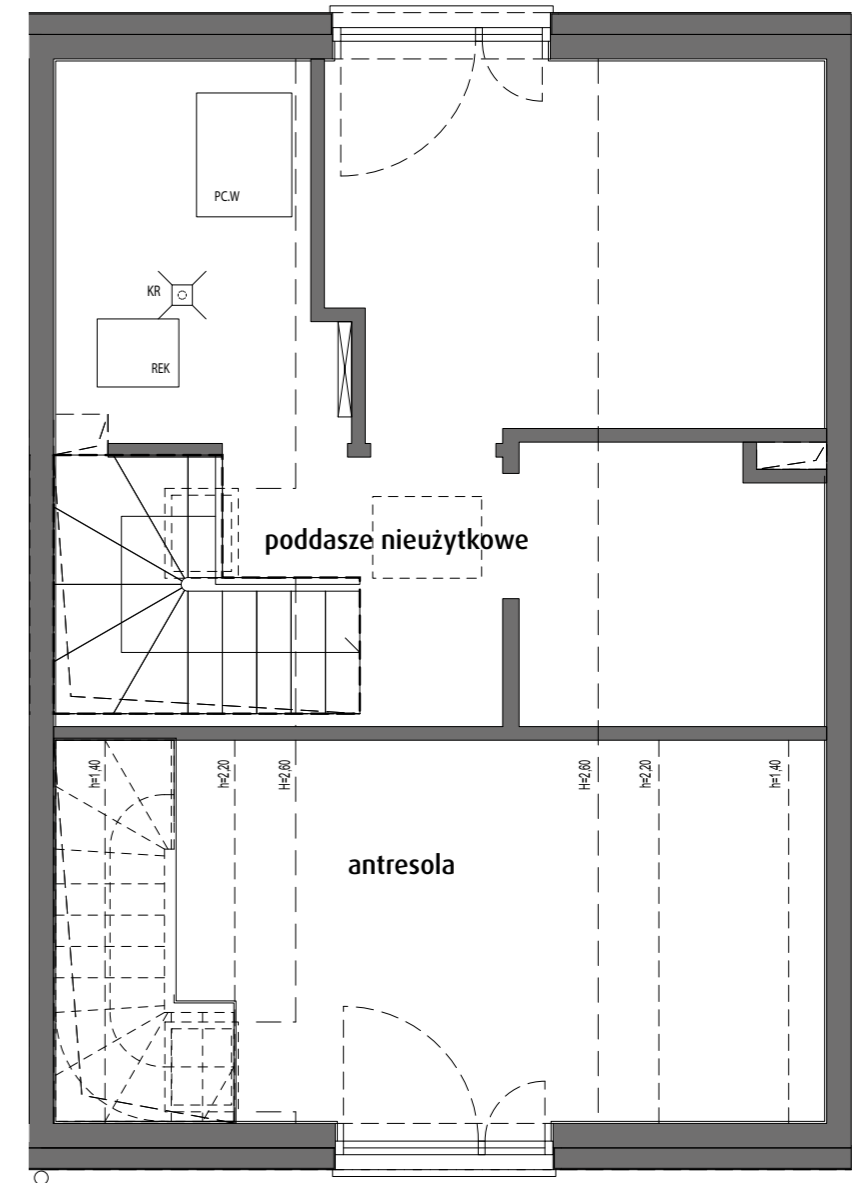 PC.W
KR
REK
poddasze nieużytkowe
h=1,40
h=2,20
H=2,60
H=2,60
h=2,20
h=1,40
antresola